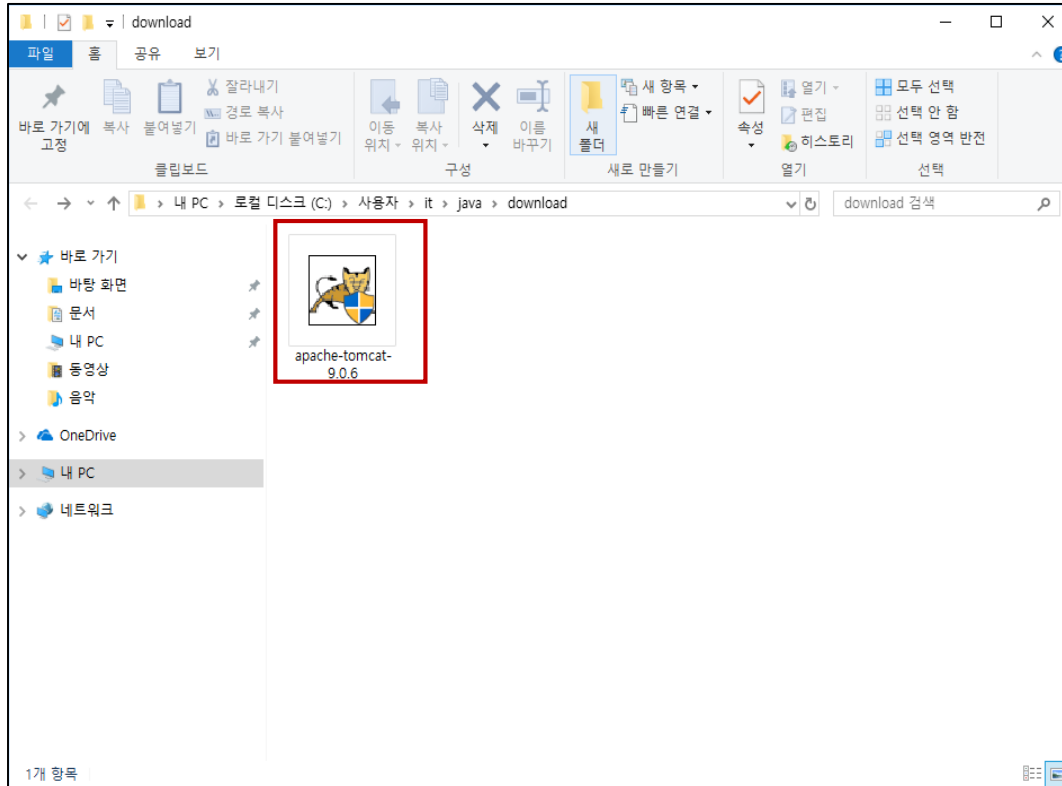 download
파일 홈 공유 보기
바로 가기에 고정
복사
붙여넣기
잘라내기
경로 복사
바로 가기 붙여넣기
클립보드
이동 위치
복사 위치
삭제
이름 바꾸기
구성
새 폴더
새 항목
빠른 연결
새로 만들기
속성
열기
편집
히스토리
열기
모두 선택
선택 안 함
선택 영역 반전
선택
내 PC › 로컬 디스크 (C:) › 사용자 › it › java › download
download 검색
바로 가기
바탕 화면
문서
내 PC
동영상
음악
OneDrive
내 PC
네트워크
apache-tomcat-
9.0.6
1개 항목